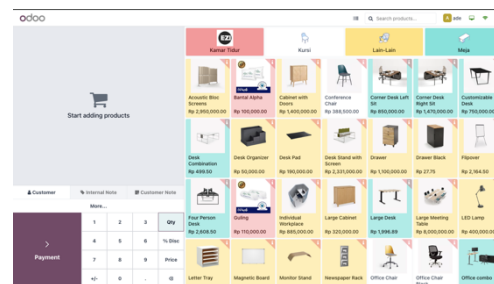 odoo
Search products...
ade
Start adding products
Customer
Internal Note
Customer Note
More...
1 2 3 Qty
4 5 6 % Disc
7 8 9 Price
+/- 0 .
Payment
Kamar Tidur
Kursi
Lain-Lain
Meja
Acoustic Bloc Screens
Rp 2,950,000.00
Bantal Alpha
Rp 100,000.00
Cabinet with Doors
Rp 1,400,000.00
Conference Chair
Rp 388,500.00
Corner Desk Left Sit
Rp 850,000.00
Corner Desk Right Sit
Rp 1,470,000.00
Customizable Desk
Rp 750,000.00
Desk Combination
Rp 499.50
Desk Organizer
Rp 50,000.00
Desk Pad
Rp 190,000.00
Desk Stand with Screen
Rp 2,331,000.00
Drawer
Rp 1,100,000.00
Drawer Black
Rp 27.75
Flipover
Rp 2,164.50
Four Person Desk
Rp 2,608.50
Guling
Rp 110,000.00
Individual Workplace
Rp 885,000.00
Large Cabinet
Rp 320,000.00
Large Desk
Rp 1,996.89
Large Meeting Table
Rp 6,000,000.00
LED Lamp
Rp 400,000.00
Letter Tray
Magnetic Board
Monitor Stand
Newspaper Rack
Office Chair
Office Chair
Office combo